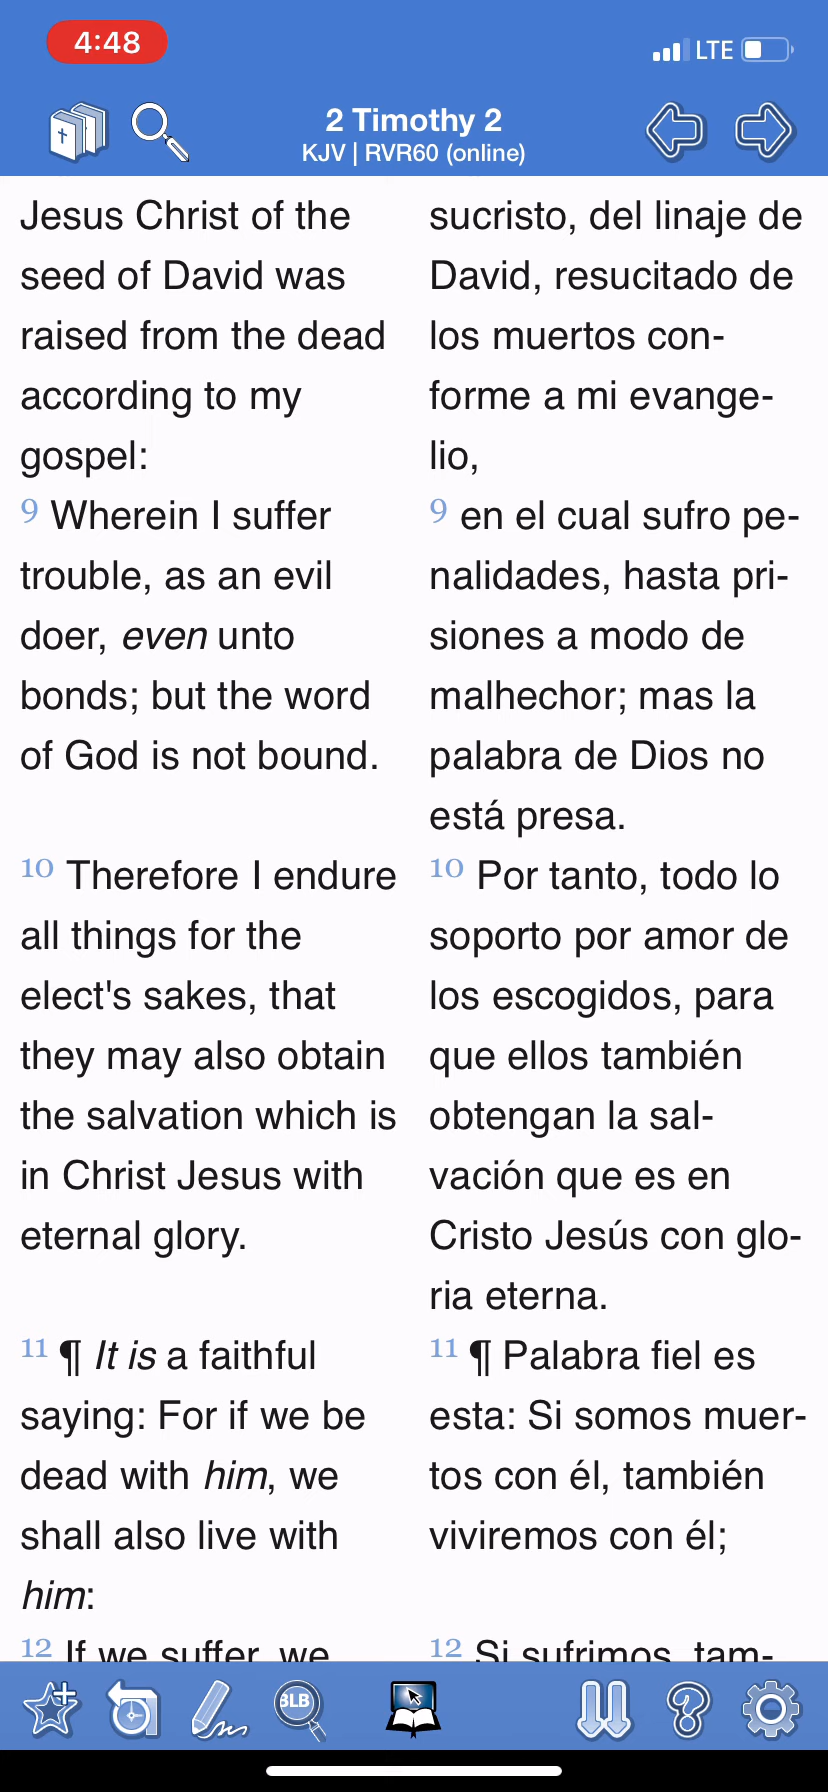 4:48
LTE
2 Timothy 2
KJV | RVR60 (online)
Jesus Christ of the
seed of David was
raised from the dead
according to my
gospel:
9 Wherein I suffer
trouble, as an evil
doer, even unto
bonds; but the word
of God is not bound.
10 Therefore I endure
all things for the
elect's sakes, that
they may also obtain
the salvation which is
in Christ Jesus with
eternal glory.
11 ¶ It is a faithful
saying: For if we be
dead with him, we
shall also live with
him:
12 If we suffer, we
sucristo, del linaje de
David, resucitado de
los muertos con-
forme a mi evange-
lio,
9 en el cual sufro pe-
nalidades, hasta pri-
siones a modo de
malhechor; mas la
palabra de Dios no
está presa.
10 Por tanto, todo lo
soporto por amor de
los escogidos, para
que ellos también
obtengan la sal-
vación que es en
Cristo Jesús con glo-
ria eterna.
11 ¶ Palabra fiel es
esta: Si somos muer-
tos con él, también
viviremos con él;
12 Si sufrimos, tam-
BLB